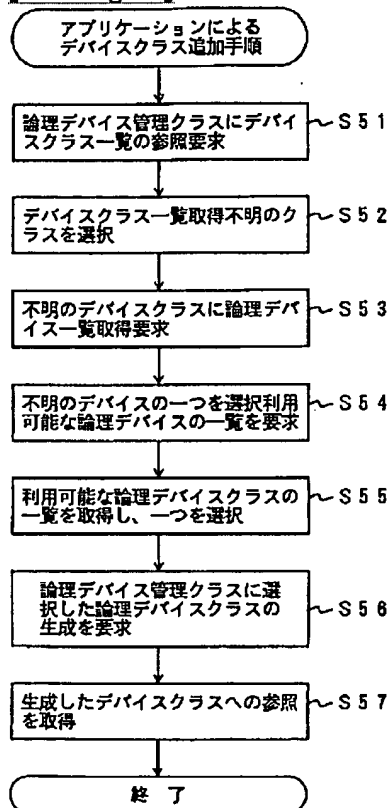 アプリケーションによる
デバイスクラス追加手順
論理デバイス管理クラスにデバイ
スクラス一覧の参照要求
S51
デバイスクラス一覧取得不明のク
ラスを選択
S52
不明のデバイスクラスに論理デバ
イス一覧取得要求
S53
不明のデバイスの一つを選択利用
可能な論理デバイスの一覧を要求
S54
利用可能な論理デバイスクラスの
一覧を取得し、一つを選択
S55
論理デバイス管理クラスに選
択した論理デバイスクラスの
生成を要求
S56
生成したデバイスクラスへの参照
を取得
S57
終了